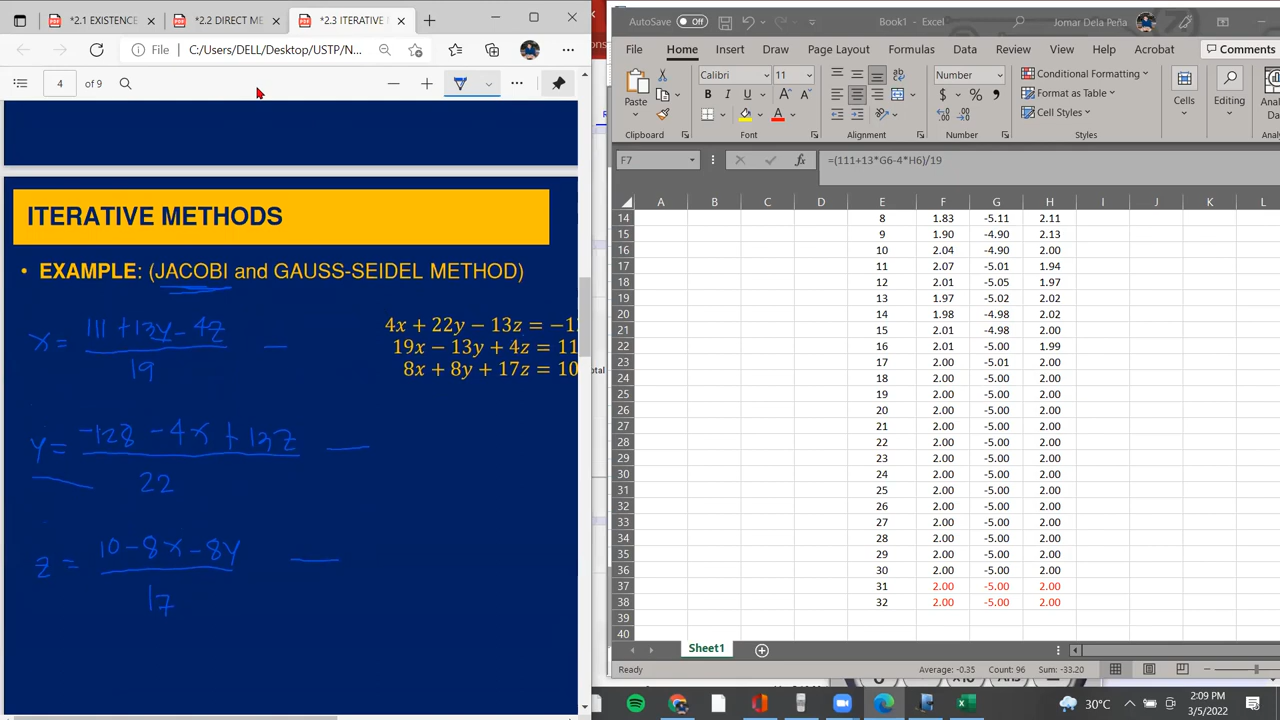 *2.1 EXISTENCE
*2.2 DIRECT ME
*2.3 ITERATIVE
File
C:/Users/DELL/Desktop/USTP/N...
4 of 9
ITERATIVE METHODS
• EXAMPLE: (JACOBI and GAUSS-SEIDEL METHOD)
4x + 22y − 13z = −12
19x − 13y + 4z = 11
8x + 8y + 17z = 10
x = 111 + 13y - 4z
19
y = -128 - 4x + 13z
22
z = 10 - 8x - 8y
17
AutoSave Off
Book1 - Excel
Jomar Dela Peña
File Home Insert Draw Page Layout Formulas Data Review View Help Acrobat Comments
Paste
Calibri 11
B I U
Number
Conditional Formatting
Format as Table
Cell Styles
Cells
Editing
Clipboard Font Alignment Number Styles
F7 fx =(111+13*G6-4*H6)/19
A B C D E F G H I J K L
14 8 1.83 -5.11 2.11
15 9 1.90 -4.90 2.13
16 10 2.04 -4.90 2.00
17 11 2.07 -5.01 1.94
18 12 2.01 -5.05 1.97
19 13 1.97 -5.02 2.02
20 14 1.98 -4.98 2.02
21 15 2.01 -4.98 2.00
22 16 2.01 -5.00 1.99
23 17 2.00 -5.01 2.00
24 18 2.00 -5.00 2.00
25 19 2.00 -5.00 2.00
26 20 2.00 -5.00 2.00
27 21 2.00 -5.00 2.00
28 22 2.00 -5.00 2.00
29 23 2.00 -5.00 2.00
30 24 2.00 -5.00 2.00
31 25 2.00 -5.00 2.00
32 26 2.00 -5.00 2.00
33 27 2.00 -5.00 2.00
34 28 2.00 -5.00 2.00
35 29 2.00 -5.00 2.00
36 30 2.00 -5.00 2.00
37 31 2.00 -5.00 2.00
38 32 2.00 -5.00 2.00
39
40
Sheet1
Ready
Average: -0.35 Count: 96 Sum: -33.20
30°C
2:09 PM
3/5/2022